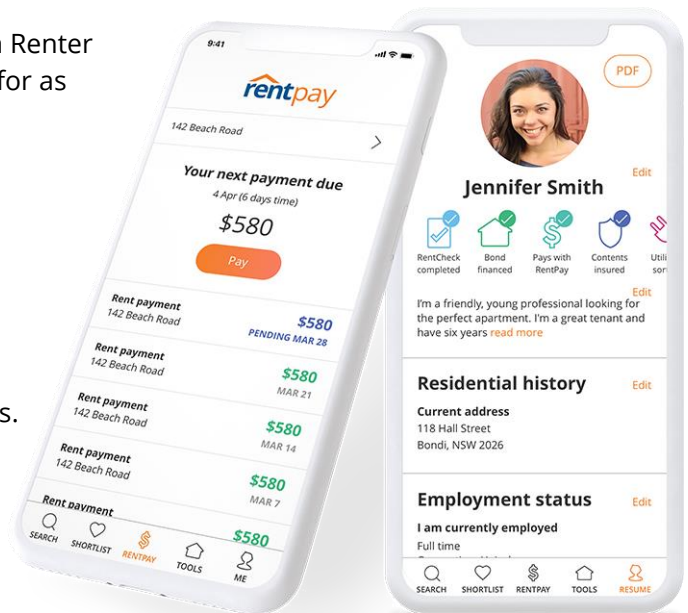 Renter
for as
s.
9:41
rentpay
142 Beach Road
Your next payment due
4 Apr (6 days time)
$580
Pay
Rent payment
$580
142 Beach Road
PENDING MAR 28
Rent payment
$580
142 Beach Road
MAR 21
Rent payment
$580
142 Beach Road
MAR 14
Rent payment
$580
142 Beach Road
MAR 7
Rent payment
$580
SEARCH SHORTLIST RENTPAY TOOLS ME
PDF
Edit
Jennifer Smith
RentCheck completed
Bond financed
Pays with RentPay
Contents insured
Edit
I'm a friendly, young professional looking for
the perfect apartment. I'm a great tenant and
have six years read more
Residential history Edit
Current address
118 Hall Street
Bondi, NSW 2026
Employment status Edit
I am currently employed
Full time
SEARCH SHORTLIST RENTPAY TOOLS RESUME